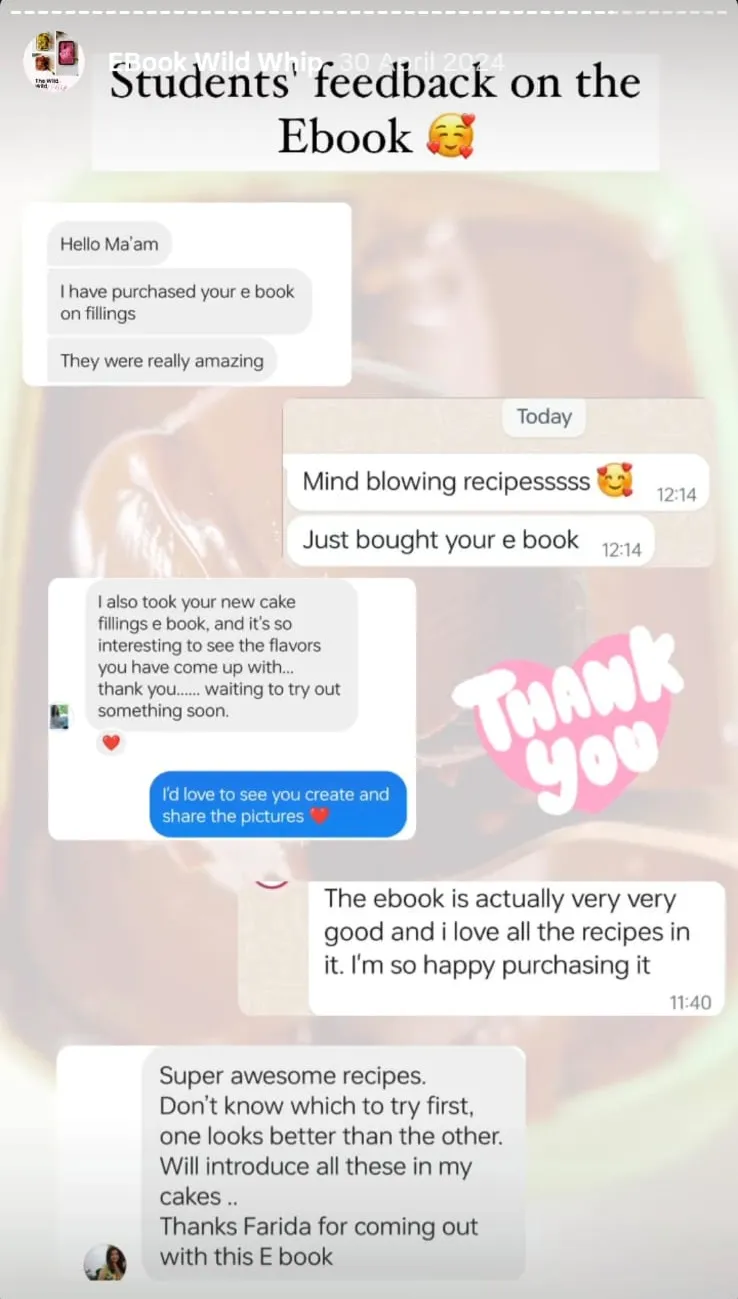 EBook Wild Whip 30 April 2024
Students' feedback on the
Ebook 🥰
Hello Ma'am
I have purchased your e book
on fillings
They were really amazing
Today
Mind blowing recipesssss 🥰 12:14
Just bought your e book 12:14
I also took your new cake
fillings e book, and it's so
interesting to see the flavors
you have come up with...
thank you...... waiting to try out
something soon.
❤️
I'd love to see you create and
share the pictures ❤️
THANK
YOU
The ebook is actually very very
good and i love all the recipes in
it. I'm so happy purchasing it
11:40
Super awesome recipes.
Don't know which to try first,
one looks better than the other.
Will introduce all these in my
cakes ..
Thanks Farida for coming out
with this E book